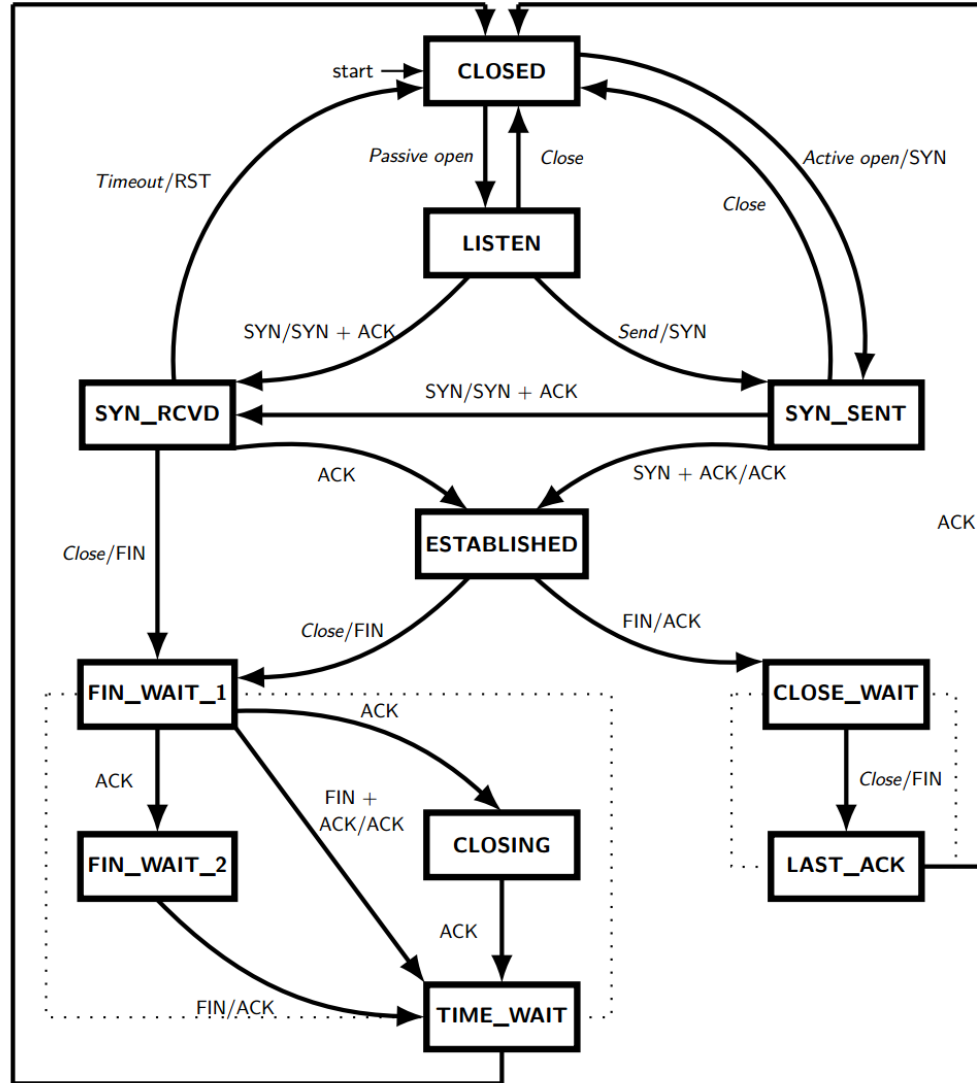 start
CLOSED
Passive open
Close
Active open/SYN
Timeout/RST
Close
LISTEN
SYN/SYN + ACK
Send/SYN
SYN_RCVD
SYN/SYN + ACK
SYN_SENT
ACK
SYN + ACK/ACK
ESTABLISHED
ACK
Close/FIN
Close/FIN
FIN/ACK
FIN_WAIT_1
CLOSE_WAIT
ACK
ACK
FIN +
ACK/ACK
Close/FIN
FIN_WAIT_2
CLOSING
LAST_ACK
ACK
FIN/ACK
TIME_WAIT